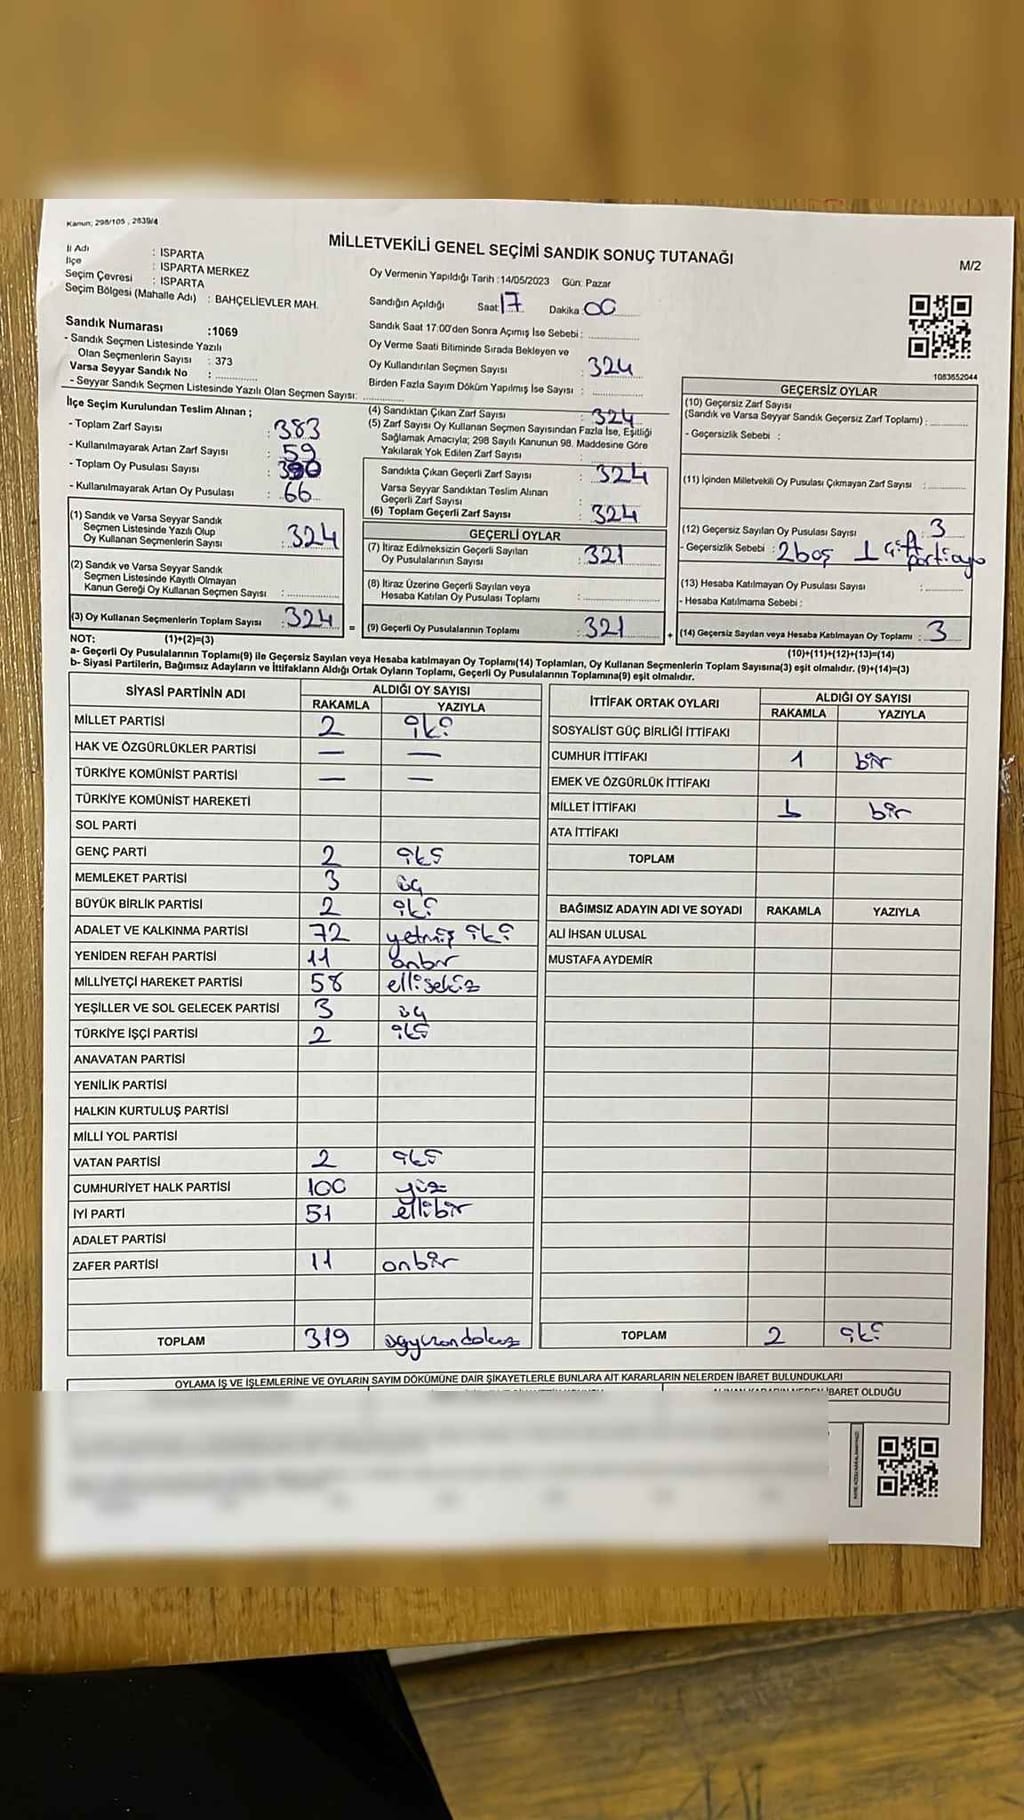 Kanun: 298/105 , 2839/4
MİLLETVEKİLİ GENEL SEÇİMİ SANDIK SONUÇ TUTANAĞI
M/2
İl Adı : ISPARTA
İlçe : ISPARTA MERKEZ
Seçim Çevresi : ISPARTA
Seçim Bölgesi (Mahalle Adı) : BAHÇELİEVLER MAH.
Sandık Numarası :1069
- Sandık Seçmen Listesinde Yazılı
Olan Seçmenlerin Sayısı : 373
Varsa Seyyar Sandık No :
- Seyyar Sandık Seçmen Listesinde Yazılı Olan Seçmen Sayısı:
Oy Vermenin Yapıldığı Tarih :14/05/2023 Gün: Pazar
Sandığın Açıldığı Saat: 17 Dakika 00
Sandık Saat 17:00'den Sonra Açımış İse Sebebi :
Oy Verme Saati Bitiminde Sırada Bekleyen ve
Oy Kullandırılan Seçmen Sayısı : 324
Birden Fazla Sayım Döküm Yapılmış İse Sayısı :
1083652044
İlçe Seçim Kurulundan Teslim Alınan ;
- Toplam Zarf Sayısı : 383
- Kullanılmayarak Artan Zarf Sayısı : 59
- Toplam Oy Pusulası Sayısı : 390
- Kullanılmayarak Artan Oy Pusulası : 66
(1) Sandık ve Varsa Seyyar Sandık
Seçmen Listesinde Yazılı Olup
Oy Kullanan Seçmenlerin Sayısı : 324
(2) Sandık ve Varsa Seyyar Sandık
Seçmen Listesinde Kayıtlı Olmayan
Kanun Gereği Oy Kullanan Seçmen Sayısı :
(3) Oy Kullanan Seçmenlerin Toplam Sayısı : 324 =
(4) Sandıktan Çıkan Zarf Sayısı : 324
(5) Zarf Sayısı Oy Kullanan Seçmen Sayısından Fazla İse, Eşitliği
Sağlamak Amacıyla; 298 Sayılı Kanunun 98. Maddesine Göre
Yakılarak Yok Edilen Zarf Sayısı :
Sandıkta Çıkan Geçerli Zarf Sayısı : 324
Varsa Seyyar Sandıktan Teslim Alınan
Geçerli Zarf Sayısı :
(6) Toplam Geçerli Zarf Sayısı : 324
GEÇERLİ OYLAR
(7) İtiraz Edilmeksizin Geçerli Sayılan
Oy Pusulalarının Sayısı : 321
(8) İtiraz Üzerine Geçerli Sayılan veya
Hesaba Katılan Oy Pusulası Toplamı :
(9) Geçerli Oy Pusulalarının Toplamı : 321 +
GEÇERSİZ OYLAR
(10) Geçersiz Zarf Sayısı
(Sandık ve Varsa Seyyar Sandık Geçersiz Zarf Toplamı) :
- Geçersizlik Sebebi :
(11) İçinden Milletvekili Oy Pusulası Çıkmayan Zarf Sayısı :
(12) Geçersiz Sayılan Oy Pusulası Sayısı : 3
- Geçersizlik Sebebi : 2 boş 1 çift
(13) Hesaba Katılmayan Oy Pusulası Sayısı :
- Hesaba Katılmama Sebebi :
(14) Geçersiz Sayılan veya Hesaba Katılmayan Oy Toplamı : 3
NOT: (1)+(2)=(3)
(10)+(11)+(12)+(13)=(14)
a- Geçerli Oy Pusulalarının Toplamı(9) ile Geçersiz Sayılan veya Hesaba katılmayan Oy Toplamı(14) Toplamları, Oy Kullanan Seçmenlerin Toplam Sayısına(3) eşit olmalıdır. (9)+(14)=(3)
b- Siyasi Partilerin, Bağımsız Adayların ve İttifakların Aldığı Ortak Oyların Toplamı, Geçerli Oy Pusulalarının Toplamına(9) eşit olmalıdır.
SİYASİ PARTİNİN ADI ALDIĞI OY SAYISI
RAKAMLA YAZIYLA
MİLLET PARTİSİ 2 iki
HAK VE ÖZGÜRLÜKLER PARTİSİ — —
TÜRKİYE KOMÜNİST PARTİSİ — —
TÜRKİYE KOMÜNİST HAREKETİ
SOL PARTİ
GENÇ PARTİ 2 iki
MEMLEKET PARTİSİ 3 üç
BÜYÜK BİRLİK PARTİSİ 2 iki
ADALET VE KALKINMA PARTİSİ 72 yetmiş iki
YENİDEN REFAH PARTİSİ 11 onbir
MİLLİYETÇİ HAREKET PARTİSİ 58 ellisekiz
YEŞİLLER VE SOL GELECEK PARTİSİ 3 üç
TÜRKİYE İŞÇİ PARTİSİ 2 iki
ANAVATAN PARTİSİ
YENİLİK PARTİSİ
HALKIN KURTULUŞ PARTİSİ
MİLLİ YOL PARTİSİ
VATAN PARTİSİ 2 iki
CUMHURİYET HALK PARTİSİ 100 yüz
İYİ PARTİ 51 ellibir
ADALET PARTİSİ
ZAFER PARTİSİ 11 onbir
TOPLAM 319 üçyüzondokuz
İTTİFAK ORTAK OYLARI ALDIĞI OY SAYISI
RAKAMLA YAZIYLA
SOSYALİST GÜÇ BİRLİĞİ İTTİFAKI
CUMHUR İTTİFAKI 1 bir
EMEK VE ÖZGÜRLÜK İTTİFAKI
MİLLET İTTİFAKI 1 bir
ATA İTTİFAKI
TOPLAM
BAĞIMSIZ ADAYIN ADI VE SOYADI RAKAMLA YAZIYLA
ALİ İHSAN ULUSAL
MUSTAFA AYDEMİR
TOPLAM 2 iki
OYLAMA İŞ VE İŞLEMLERİNE VE OYLARIN SAYIM DÖKÜMÜNE DAİR ŞİKAYETLERLE BUNLARA AİT KARARLARIN NELERDEN İBARET BULUNDUKLARI
İBARET OLDUĞU